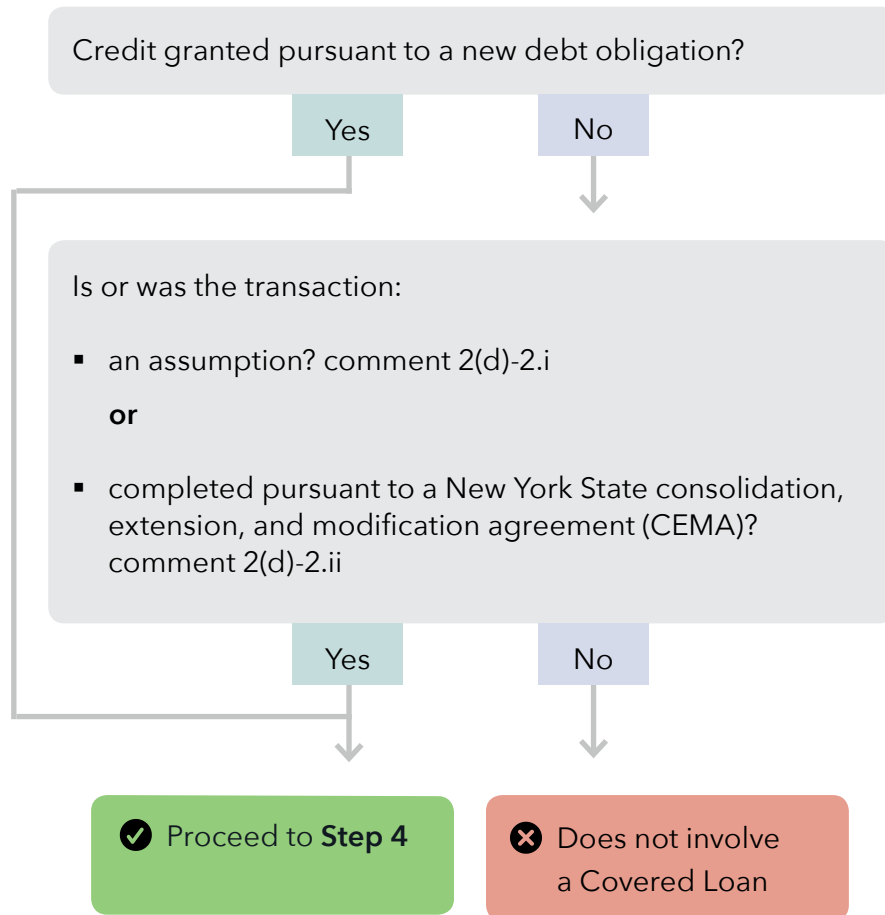 Credit granted pursuant to a new debt obligation?
Yes
No
Is or was the transaction:
▪ an assumption? comment 2(d)-2.i
or
▪ completed pursuant to a New York State consolidation,
extension, and modification agreement (CEMA)?
comment 2(d)-2.ii
Yes
No
Proceed to Step 4
Does not involve
a Covered Loan